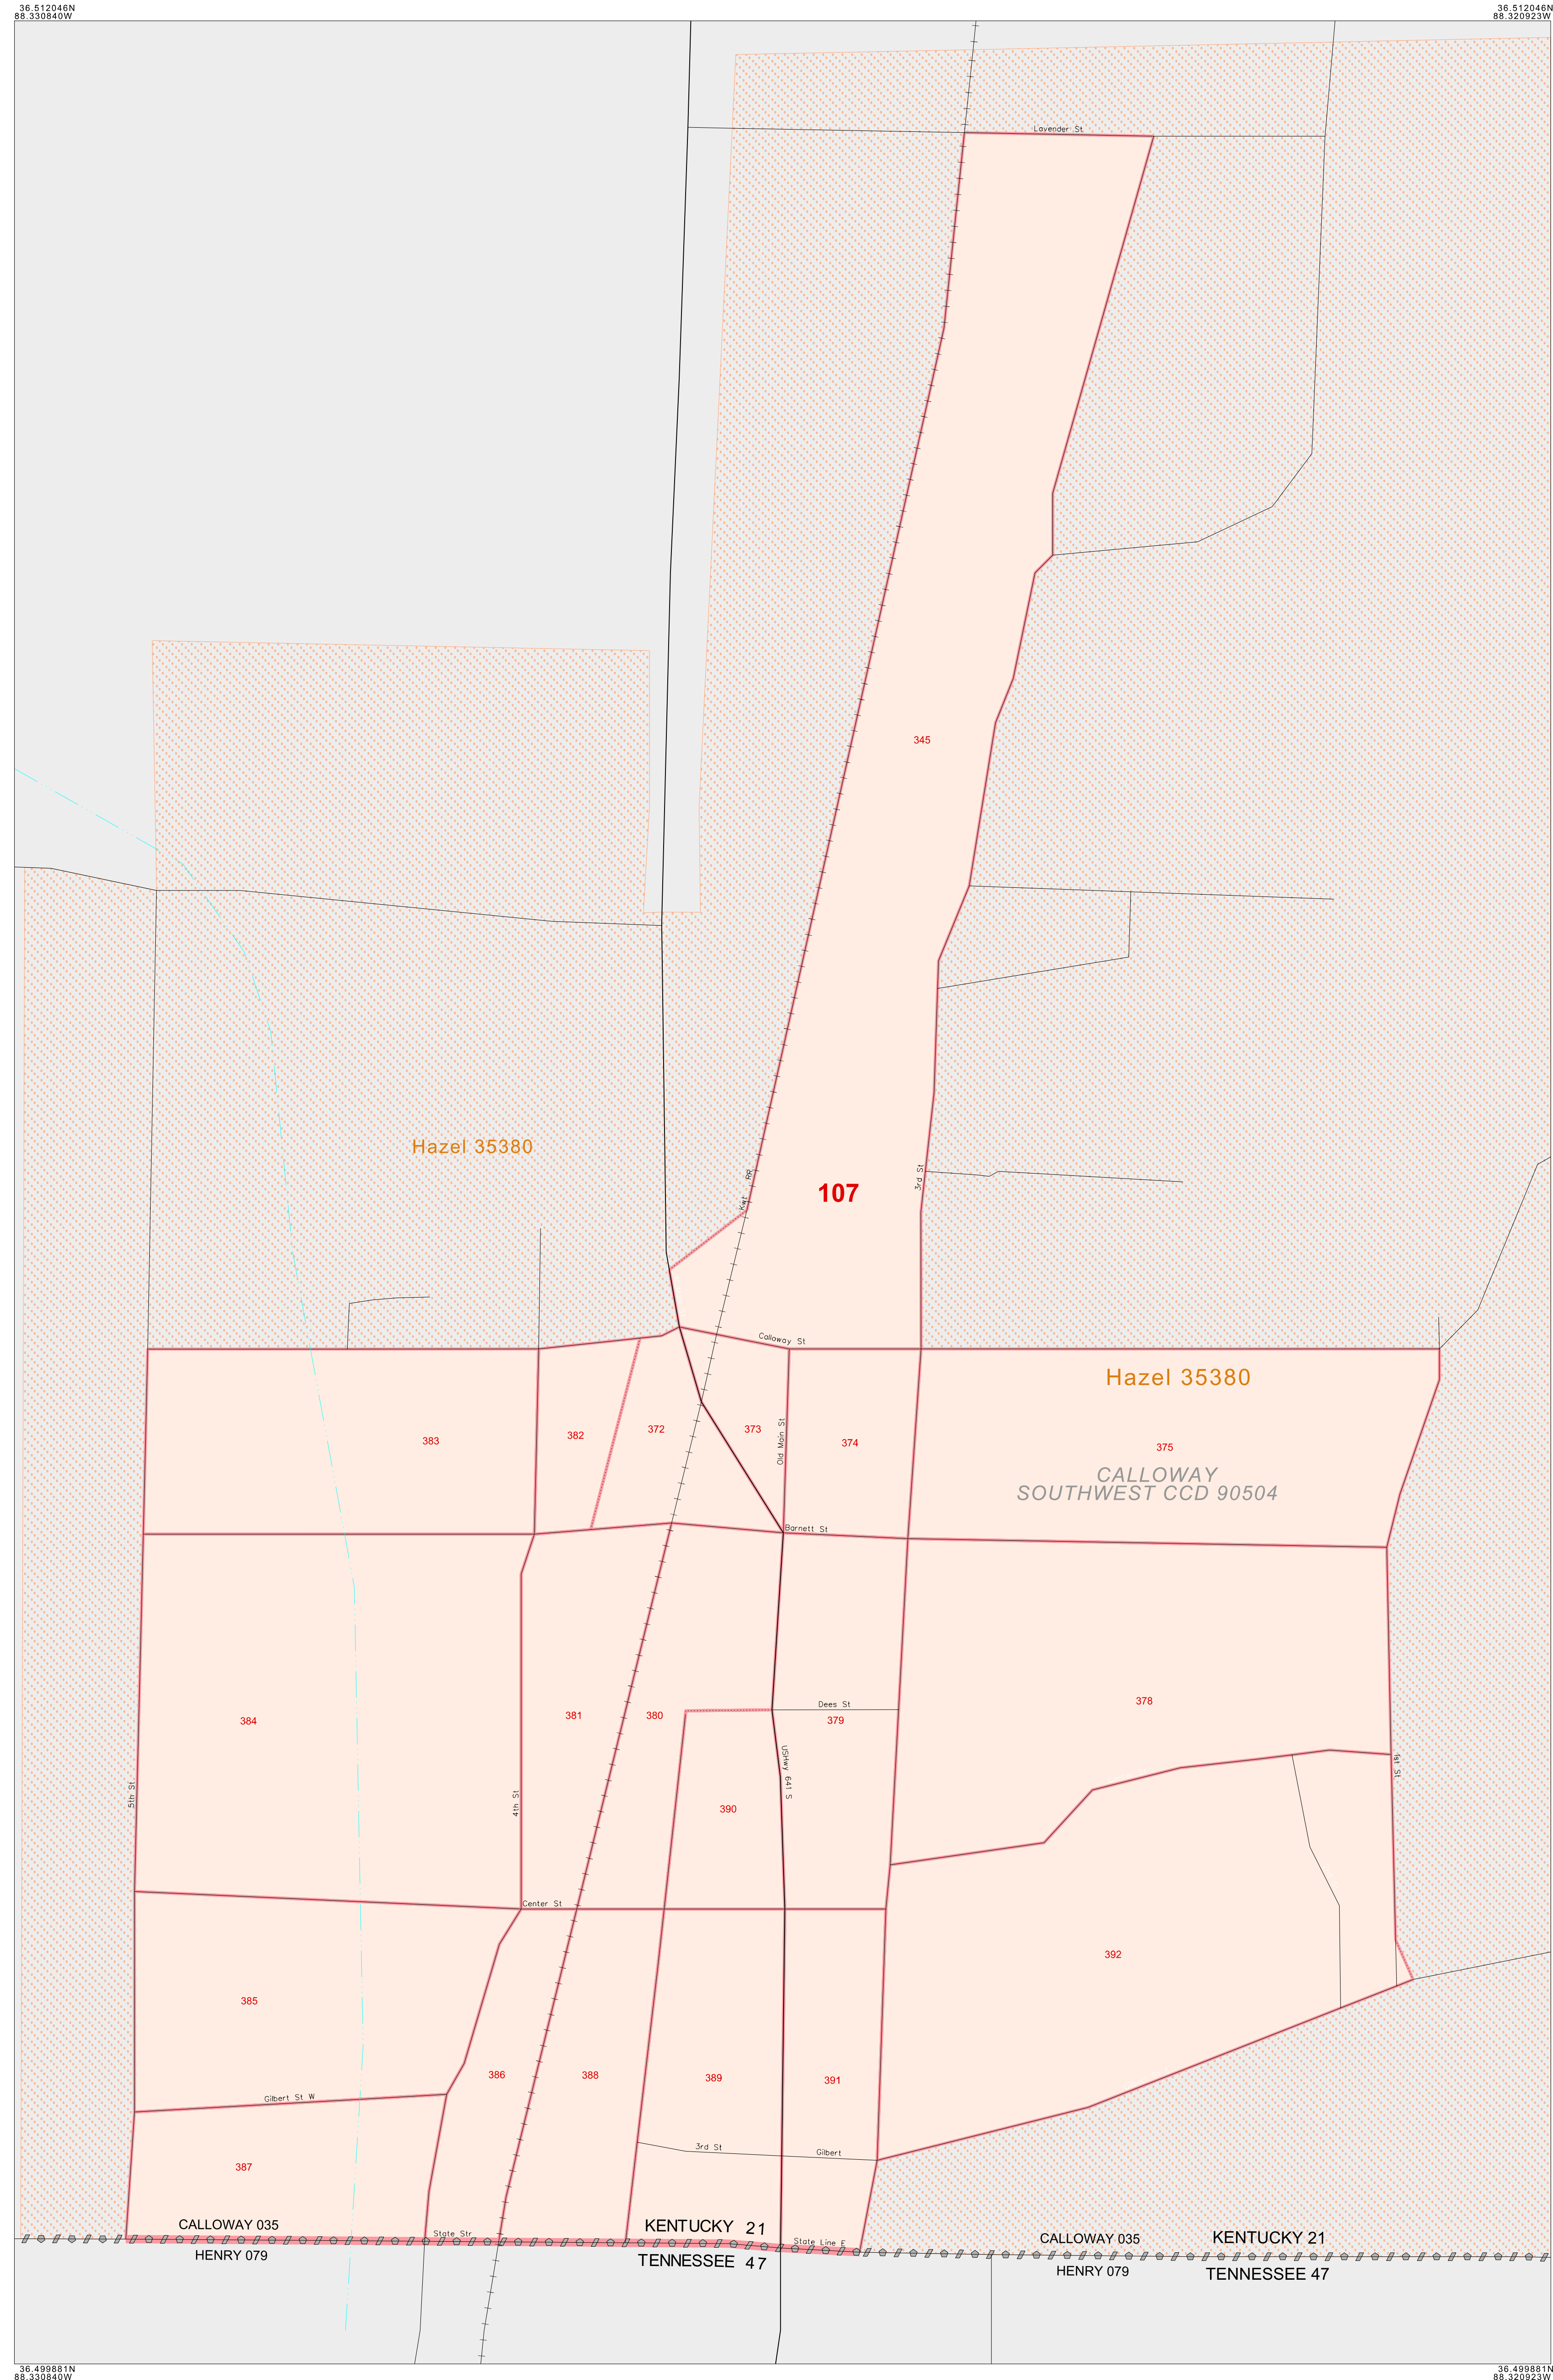 36.512046N
88.330840W
36.512046N
88.320923W
Lavender St
345
Hazel 35380
Kwt RR
107
3rd St
Calloway St
Hazel 35380
383
382
372
373
Old Main St
374
375
CALLOWAY
SOUTHWEST CCD 90504
Barnett St
384
381
380
Dees St
379
378
5th St
4th St
USHwy 641 S
1st St
390
Center St
392
385
386
388
389
391
Gilbert St W
3rd St
Gilbert
387
CALLOWAY 035
HENRY 079
State Str
KENTUCKY 21
TENNESSEE 47
State Line E
CALLOWAY 035
HENRY 079
KENTUCKY 21
TENNESSEE 47
36.499881N
88.330840W
36.499881N
88.320923W